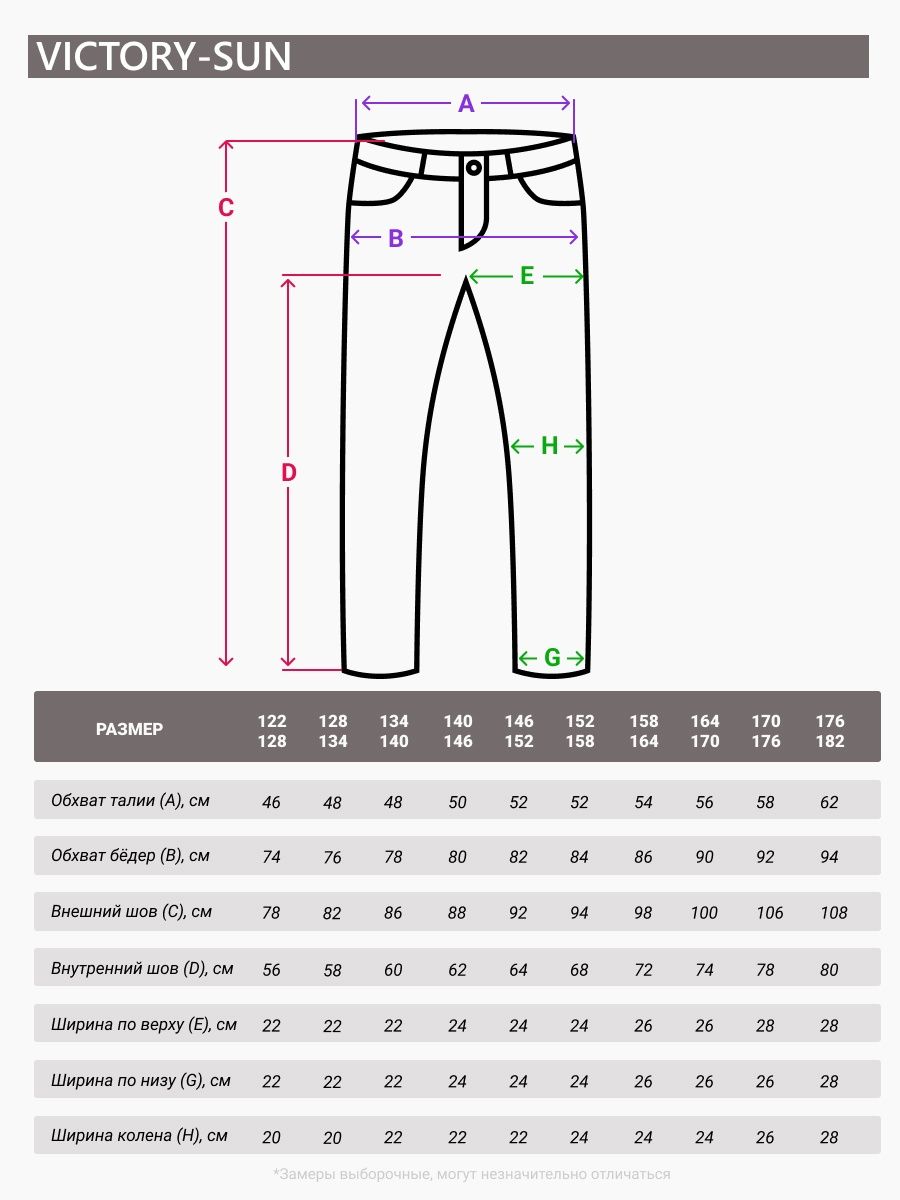 VICTORY-SUN
A
C
B
E
H
D
G
РАЗМЕР 122 128 134 140 146 152 158 164 170 176
128 134 140 146 152 158 164 170 176 182
Обхват талии (A), см 46 48 48 50 52 52 54 56 58 62
Обхват бёдер (B), см 74 76 78 80 82 84 86 90 92 94
Внешний шов (C), см 78 82 86 88 92 94 98 100 106 108
Внутренний шов (D), см 56 58 60 62 64 68 72 74 78 80
Ширина по верху (E), см 22 22 22 24 24 24 26 26 28 28
Ширина по низу (G), см 22 22 22 24 24 24 26 26 26 28
Ширина колена (H), см 20 20 22 22 22 24 24 24 26 28
*Замеры выборочные, могут незначительно отличаться